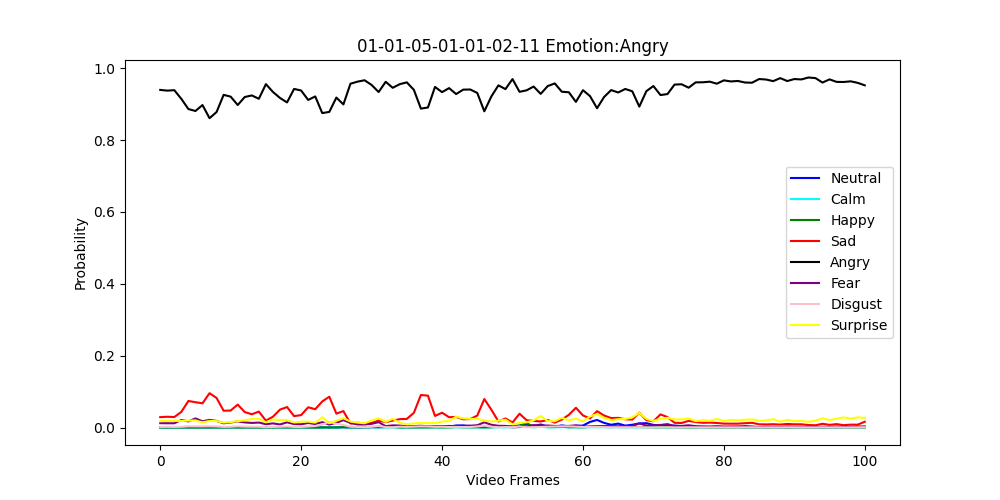 01-01-05-01-01-02-11 Emotion:Angry
Probability
1.0
0.8
0.6
0.4
0.2
0.0
0 20 40 60 80 100
Video Frames
Neutral
Calm
Happy
Sad
Angry
Fear
Disgust
Surprise